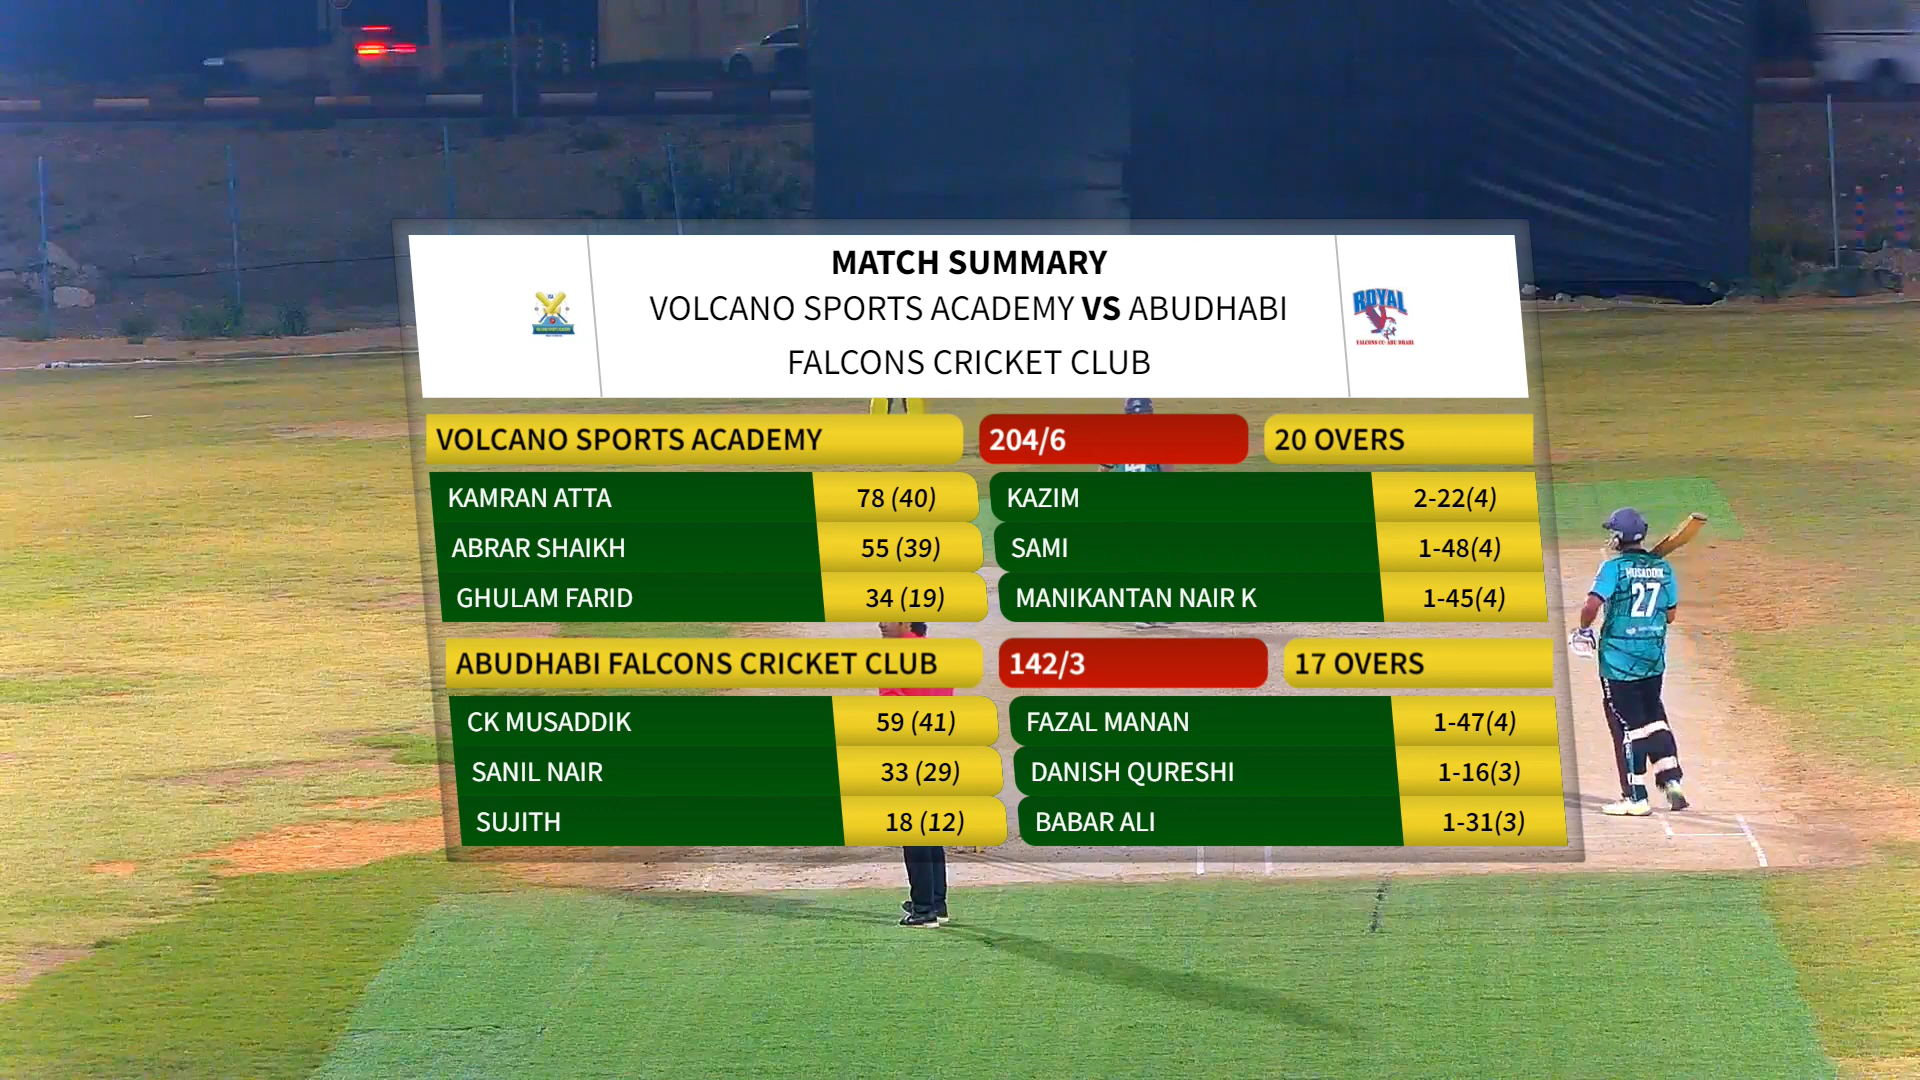 MATCH SUMMARY
VOLCANO SPORTS ACADEMY VS ABUDHABI
FALCONS CRICKET CLUB
ROYAL
FALCONS CC- ABU DHABI
VOLCANO SPORTS ACADEMY 204/6 20 OVERS
KAMRAN ATTA 78 (40) KAZIM 2-22(4)
ABRAR SHAIKH 55 (39) SAMI 1-48(4)
GHULAM FARID 34 (19) MANIKANTAN NAIR K 1-45(4)
ABUDHABI FALCONS CRICKET CLUB 142/3 17 OVERS
CK MUSADDIK 59 (41) FAZAL MANAN 1-47(4)
SANIL NAIR 33 (29) DANISH QURESHI 1-16(3)
SUJITH 18 (12) BABAR ALI 1-31(3)
MUSADDIK
27